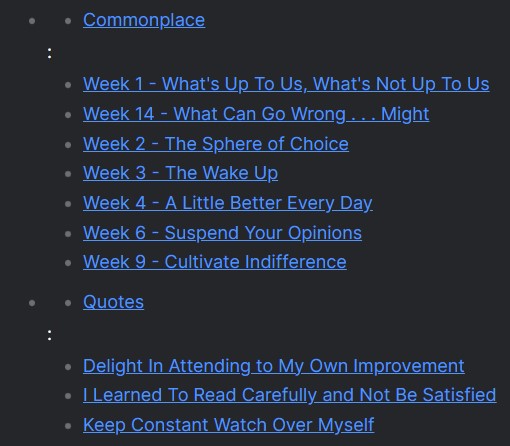 Commonplace
:
Week 1 - What's Up To Us, What's Not Up To Us
Week 14 - What Can Go Wrong . . . Might
Week 2 - The Sphere of Choice
Week 3 - The Wake Up
Week 4 - A Little Better Every Day
Week 6 - Suspend Your Opinions
Week 9 - Cultivate Indifference
Quotes
:
Delight In Attending to My Own Improvement
I Learned To Read Carefully and Not Be Satisfied
Keep Constant Watch Over Myself